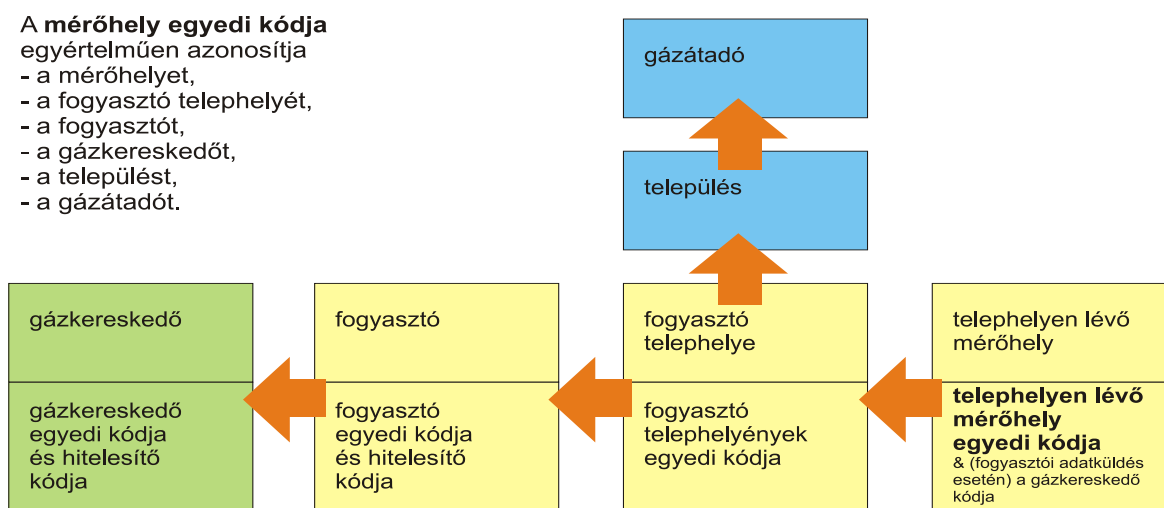 A mérőhely egyedi kódja
egyértelműen azonosítja
- a mérőhelyet,
- a fogyasztó telephelyét,
- a fogyasztót,
- a gázkereskedőt,
- a települést,
- a gázátadót.
gázátadó
település
gázkereskedő
fogyasztó
fogyasztó
telephelye
telephelyen lévő
mérőhely
gázkereskedő
egyedi kódja
és hitelesítő
kódja
fogyasztó
egyedi kódja
és hitelesítő
kódja
fogyasztó
telephelyények
egyedi kódja
telephelyen lévő
mérőhely
egyedi kódja
& (fogyasztói adatküldés
esetén) a gázkereskedő
kódja